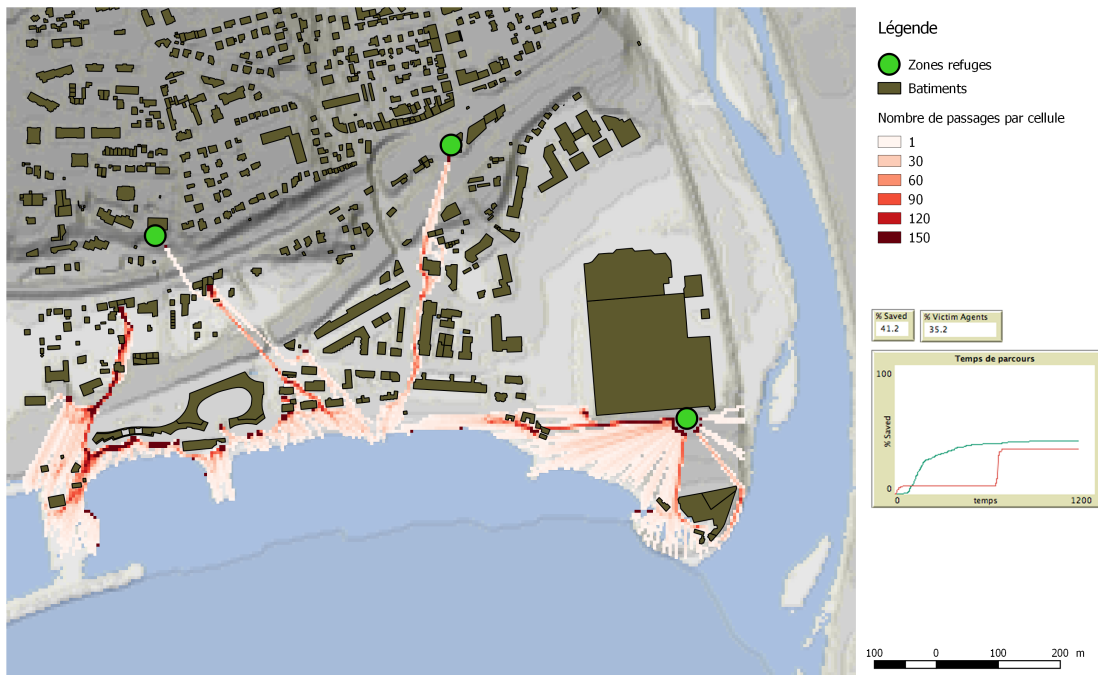 Légende
Zones refuges
Batiments
Nombre de passages par cellule
1
30
60
90
120
150
% Saved
41.2
% Victim Agents
35.2
Temps de parcours
100
% Saved
0
0 temps 1200
100 0 100 200 m